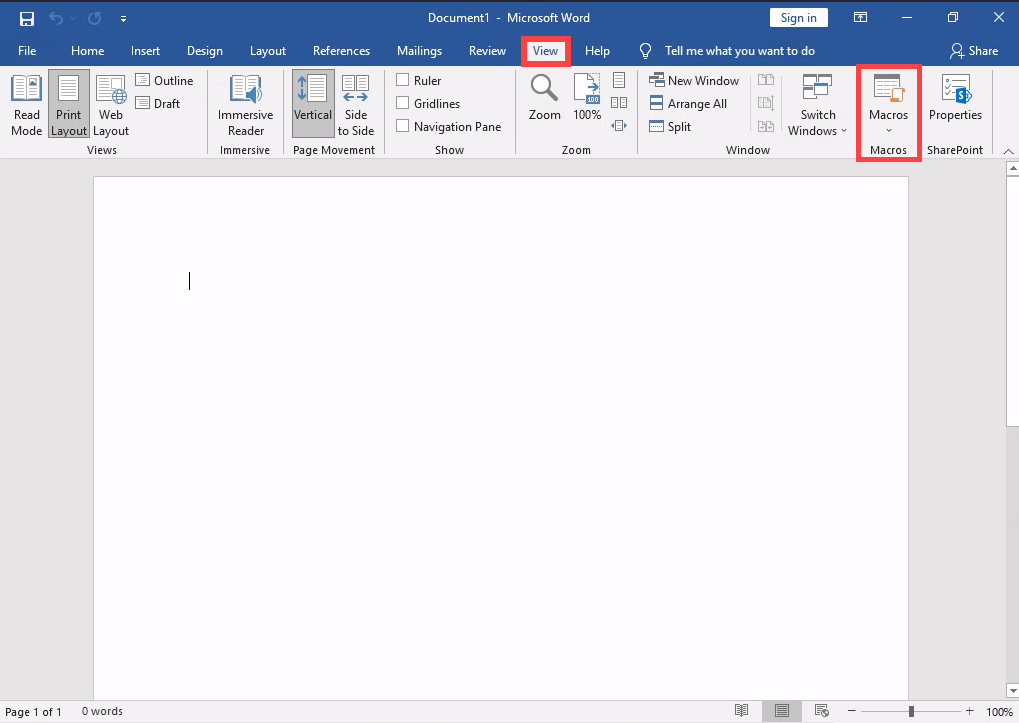 Document1 - Microsoft Word
Sign in
File Home Insert Design Layout References Mailings Review View Help Tell me what you want to do Share
Read Mode
Print Layout
Web Layout
Outline
Draft
Views
Immersive Reader
Immersive
Vertical
Side to Side
Page Movement
Ruler
Gridlines
Navigation Pane
Show
Zoom
100
100%
Zoom
New Window
Arrange All
Split
Switch Windows
Window
Macros
Macros
Properties
SharePoint
Page 1 of 1 0 words
100%